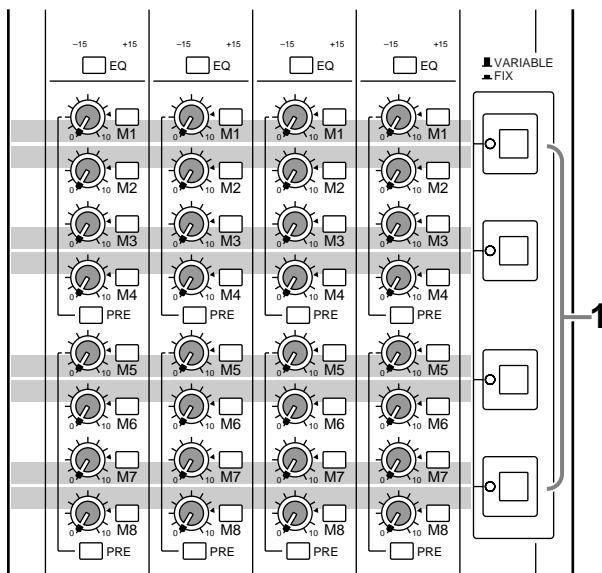 –15 +15 –15 +15 –15 +15 –15 +15
EQ EQ EQ EQ
VARIABLE
FIX
0 10 M1 0 10 M1 0 10 M1 0 10 M1
0 10 M2 0 10 M2 0 10 M2 0 10 M2
0 10 M3 0 10 M3 0 10 M3 0 10 M3
0 10 M4 0 10 M4 0 10 M4 0 10 M4
PRE PRE PRE PRE
1
0 10 M5 0 10 M5 0 10 M5 0 10 M5
0 10 M6 0 10 M6 0 10 M6 0 10 M6
0 10 M7 0 10 M7 0 10 M7 0 10 M7
0 10 M8 0 10 M8 0 10 M8 0 10 M8
PRE PRE PRE PRE